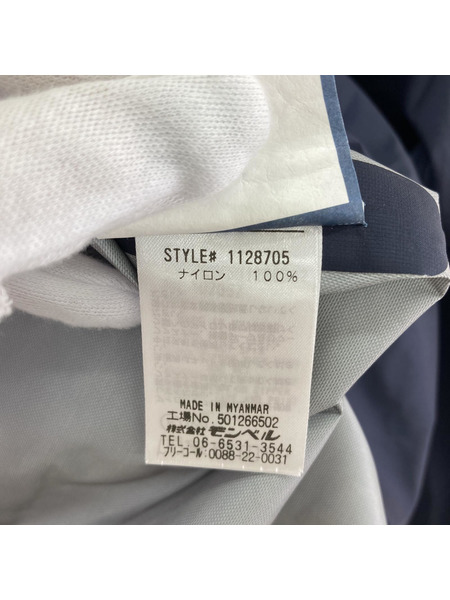 STYLE# 1128705
ナイロン 100%
MADE IN MYANMAR
工場No.501266502
株式会社 モンベル
TEL.06-6531-3544
フリーコール:0088-22-0031